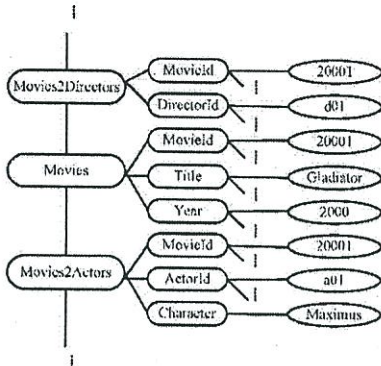 MovieId
20001
Movies2Directors
DirectorId
d01
MovieId
20001
Movies
Title
Gladiator
Year
2000
MovieId
20001
Movies2Actors
ActorId
a01
Character
Maximus